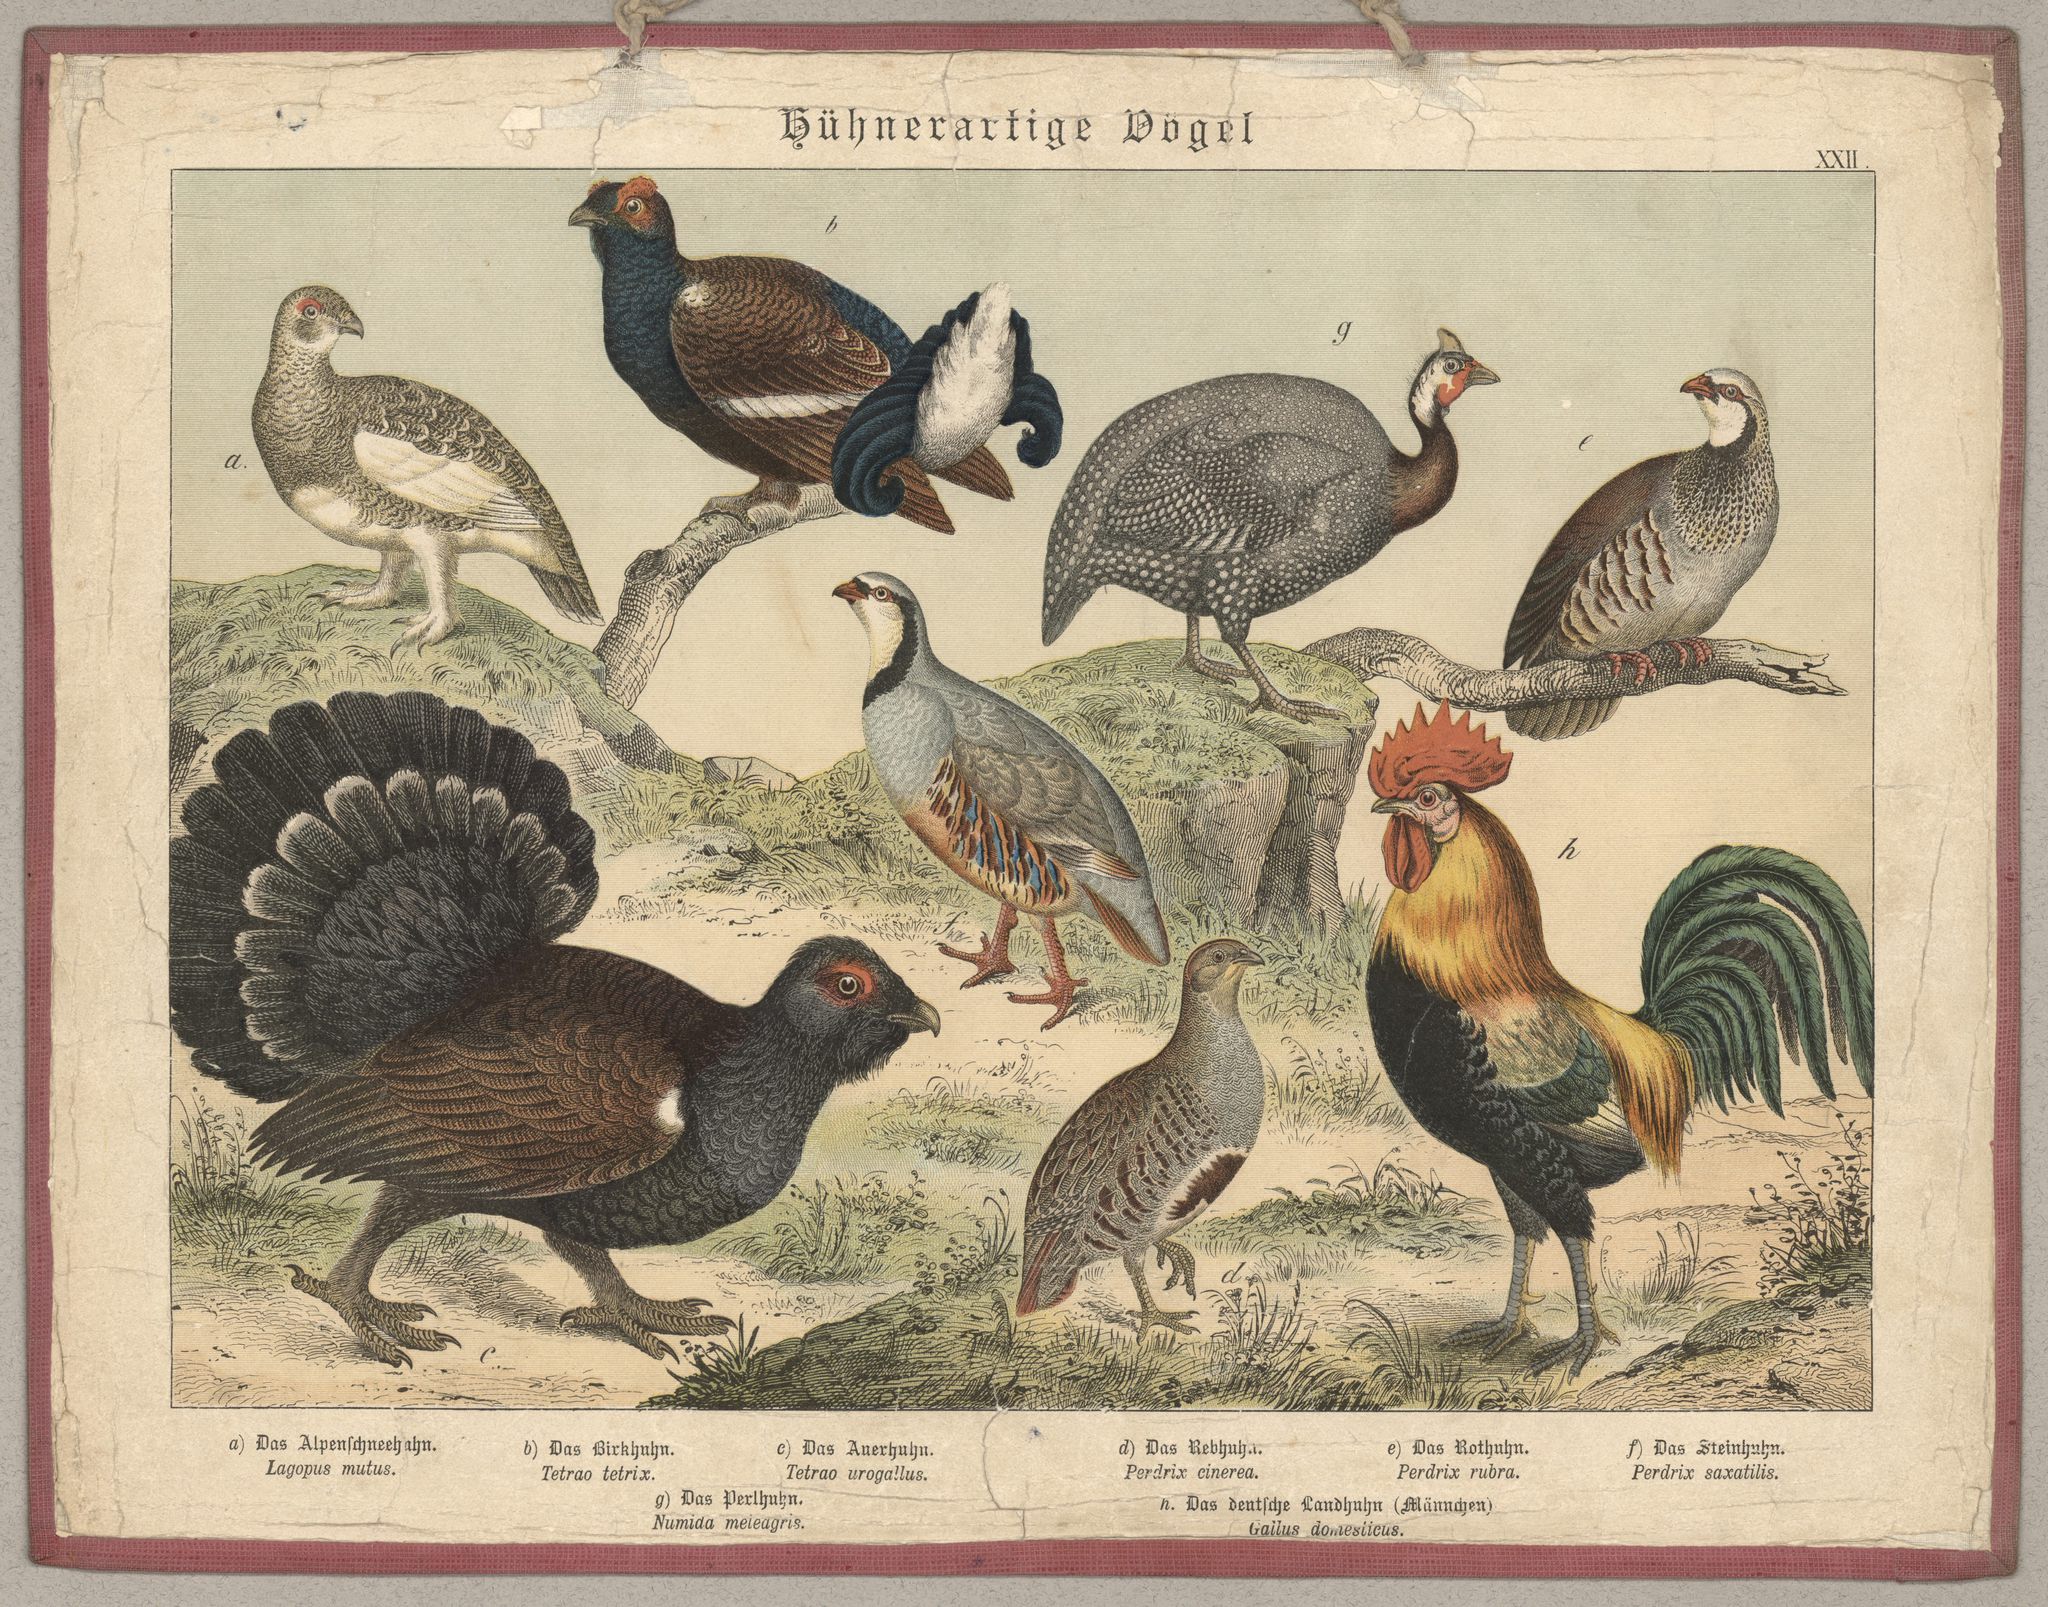 Hühnerartige Vögel
XXII.
b
g
a.
e
h
f
d
c.
a) Das Alpenſchneehuhn. b) Das Birkhuhn. c) Das Auerhuhn. d) Das Rebhuhn. e) Das Rothuhn. f) Das Steinhuhn.
Lagopus mutus. Tetrao tetrix. Tetrao urogallus. Perdrix cinerea. Perdrix rubra. Perdrix saxatilis.
g) Das Perlhuhn. h. Das deutſche Landhuhn (Männchen)
Numida meleagris. Gallus domesticus.